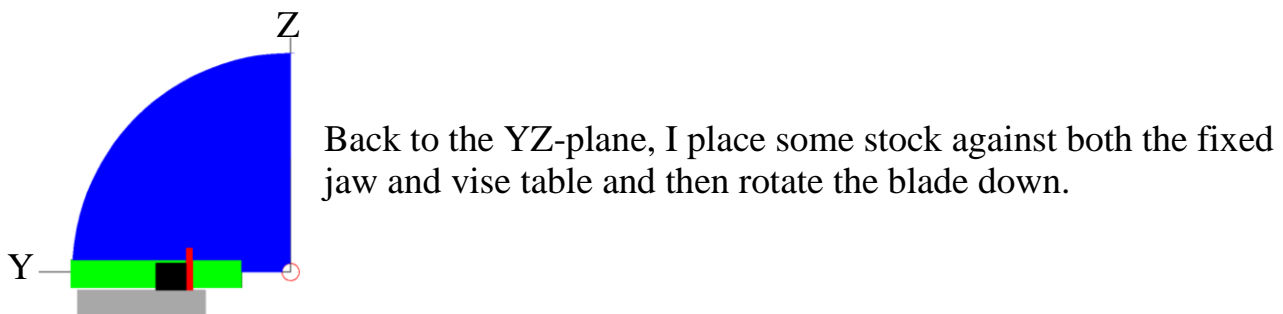 Z
Back to the YZ-plane, I place some stock against both the fixed
jaw and vise table and then rotate the blade down.
Y